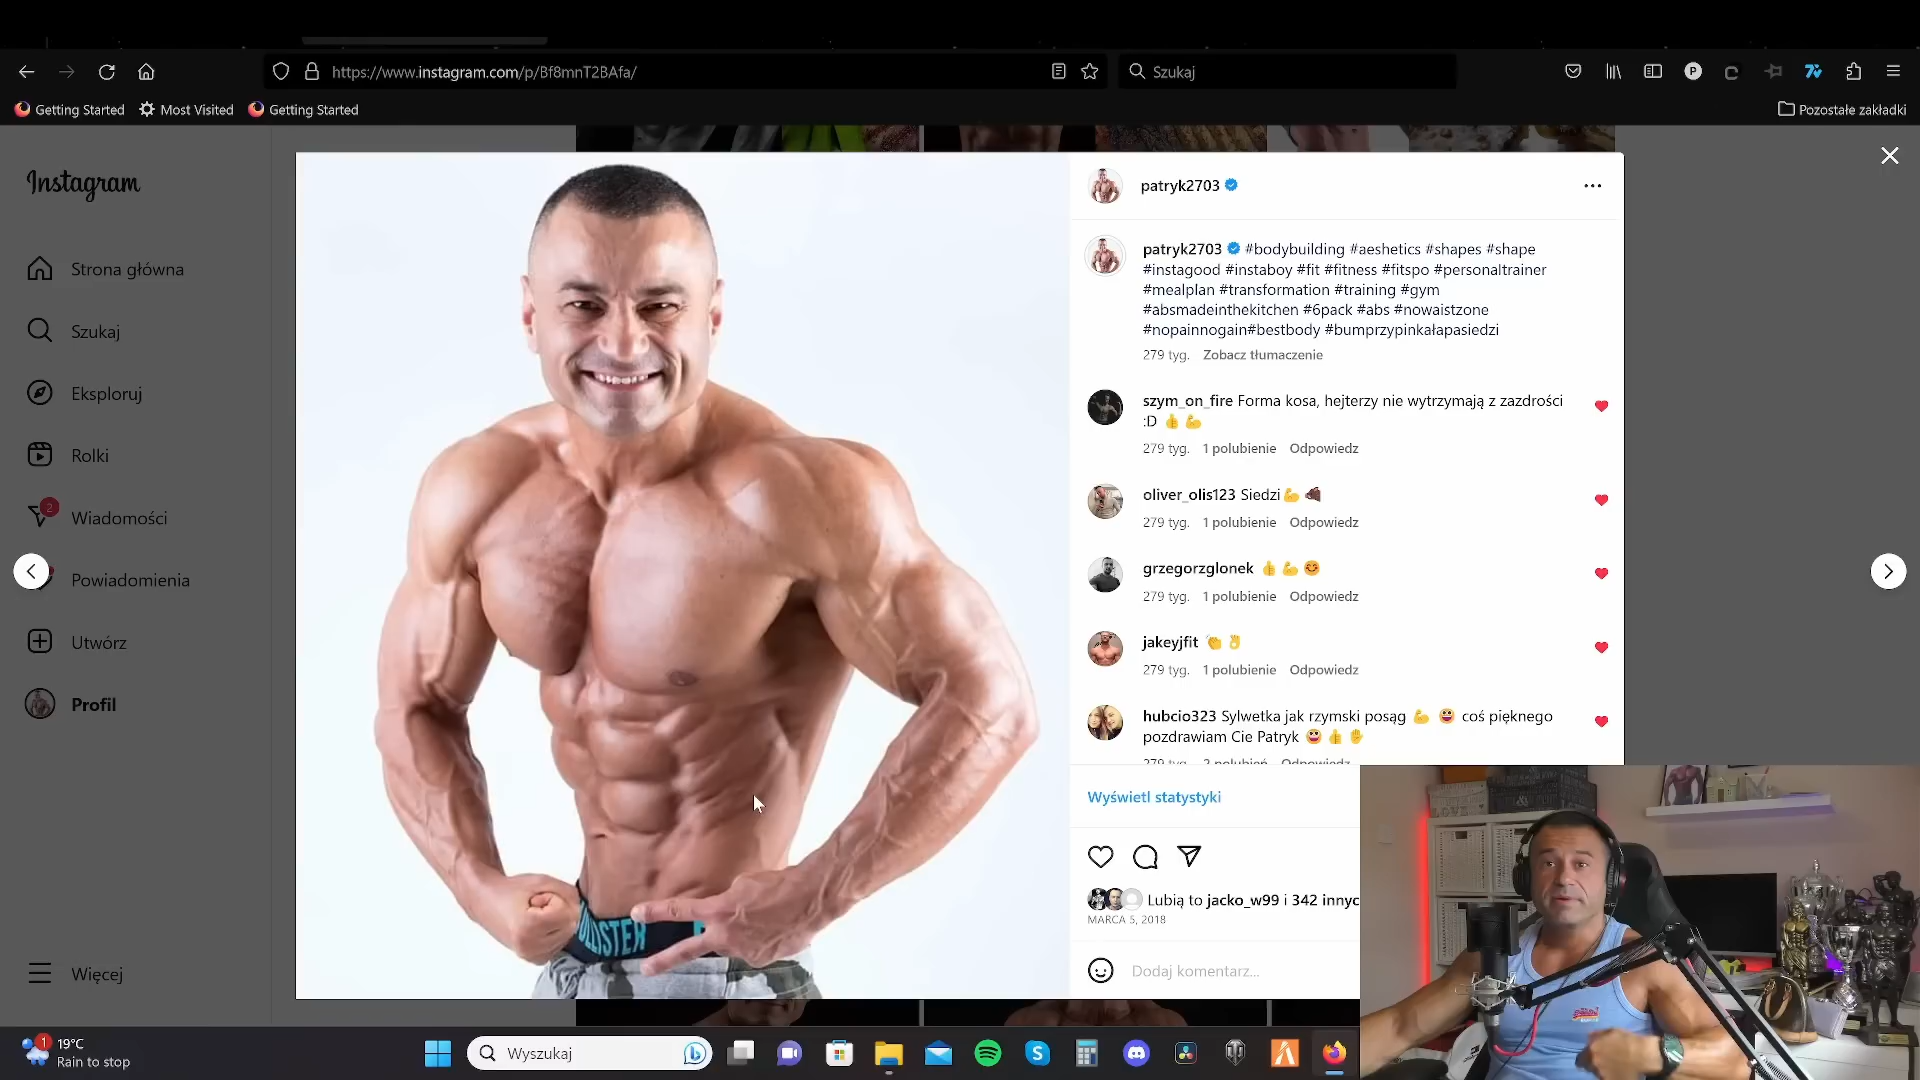 https://www.instagram.com/p/Bf8mnT2BAfa/
Szukaj
Getting Started
Most Visited
Getting Started
Pozostałe zakładki
Instagram
Strona główna
Szukaj
Eksploruj
Rolki
2
Wiadomości
Powiadomienia
Utwórz
Profil
Więcej
OLLISTER
patryk2703
patryk2703 #bodybuilding #aeshetics #shapes #shape
#instagood #instaboy #fit #fitness #fitspo #personaltrainer
#mealplan #transformation #training #gym
#absmadeinthekitchen #6pack #abs #nowaistzone
#nopainnogain#bestbody #bumprzypinkałapasiedzi
279 tyg. Zobacz tłumaczenie
szym_on_fire Forma kosa, hejterzy nie wytrzymają z zazdrości
:D 👍 💪
279 tyg. 1 polubienie Odpowiedz
oliver_olis123 Siedzi💪 🍖
279 tyg. 1 polubienie Odpowiedz
grzegorzglonek 👍 💪 😊
279 tyg. 1 polubienie Odpowiedz
jakeyjfit 👏 👌
279 tyg. 1 polubienie Odpowiedz
hubcio323 Sylwetka jak rzymski posąg 💪 😀 coś pięknego
pozdrawiam Cie Patryk 😀 👍 ✋
279 tyg. 2 polubień Odpowiedz
Wyświetl statystyki
Lubią to jacko_w99 i 342 innyc
MARCA 5, 2018
Dodaj komentarz...
1
19°C
Rain to stop
Wyszukaj